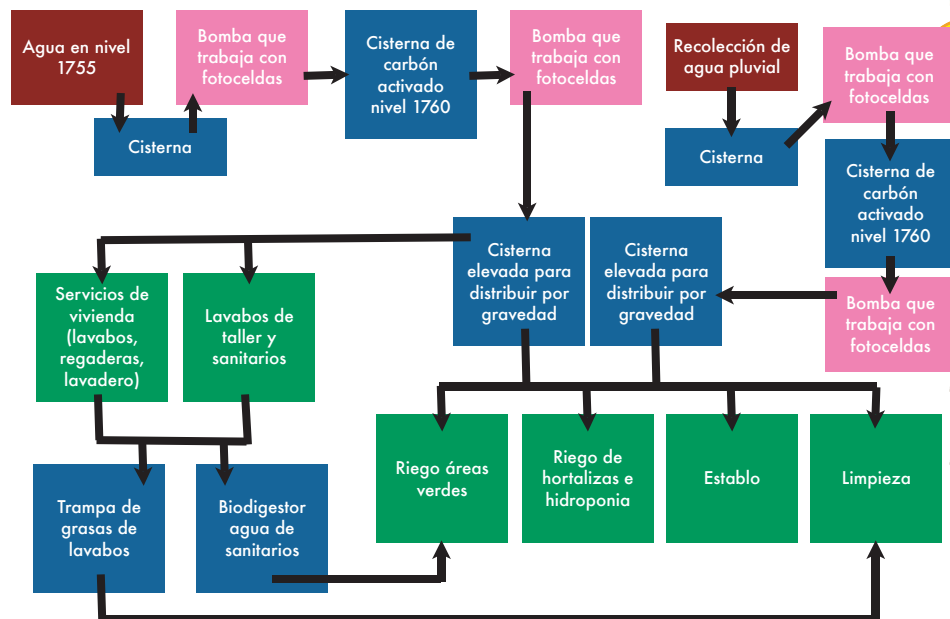 Agua en nivel
1755
Bomba que
trabaja con
fotoceldas
Cisterna de
carbón
activado
nivel 1760
Bomba que
trabaja con
fotoceldas
Recolección de
agua pluvial
Bomba que
trabaja con
fotoceldas
Cisterna
Cisterna
Cisterna de
carbón
activado
nivel 1760
Cisterna
elevada para
distribuir por
gravedad
Cisterna
elevada para
distribuir por
gravedad
Bomba que
trabaja con
fotoceldas
Servicios de
vivienda
(lavabos,
regaderas,
lavadero)
Lavabos de
taller y
sanitarios
Riego áreas
verdes
Riego de
hortalizas e
hidroponia
Establo
Limpieza
Trampa de
grasas de
lavabos
Biodigestor
agua de
sanitarios